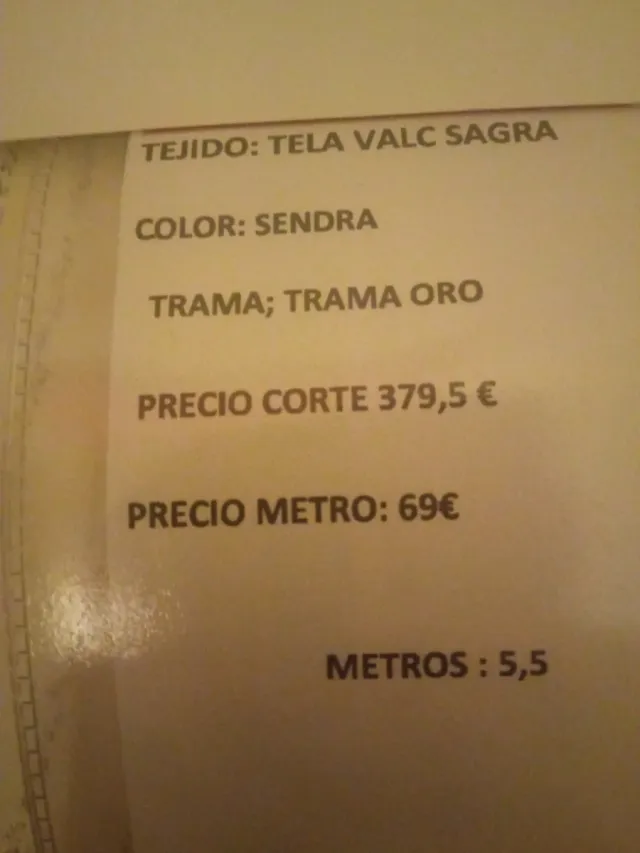 TEJIDO: TELA VALC SAGRA
COLOR: SENDRA
TRAMA; TRAMA ORO
PRECIO CORTE 379,5 €
PRECIO METRO: 69€
METROS : 5,5